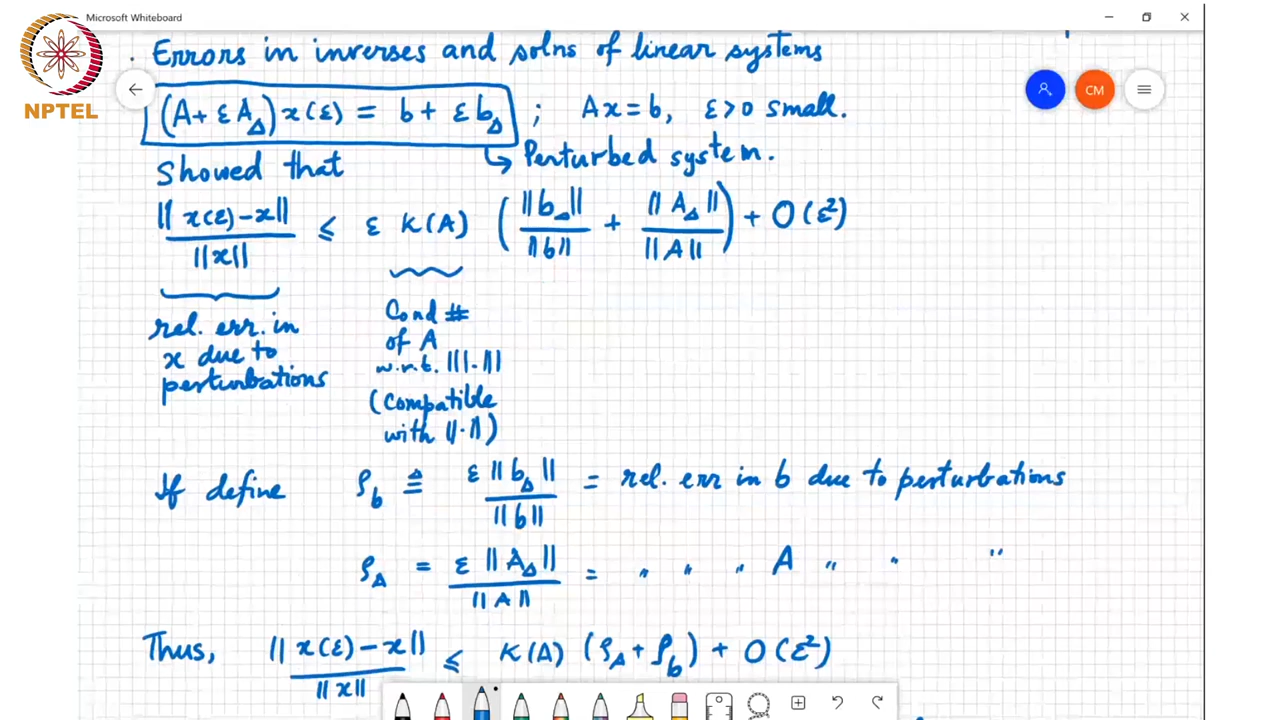 Microsoft Whiteboard
NPTEL
CM
. Errors in inverses and solns of linear systems
(A + εA_Δ) x(ε) = b + ε b_Δ ; Ax = b, ε > 0 small.
↳ Perturbed system.
Showed that
||x(ε) - x|| / ||x|| ≤ ε K(A) ( ||b_Δ|| / ||b|| + ||A_Δ|| / ||A|| ) + O(ε²)
rel. err. in
x due to
perturbations
Cond #
of A
w.r.t. |||·|||
(Compatible
with ||·||)
If define ρ_b ≜ ε ||b_Δ|| / ||b|| = rel. err in b due to perturbations
ρ_A = ε ||A_Δ|| / ||A|| = " " " A " " "
Thus, ||x(ε) - x|| / ||x|| ≤ K(A) (ρ_A + ρ_b) + O(ε²)